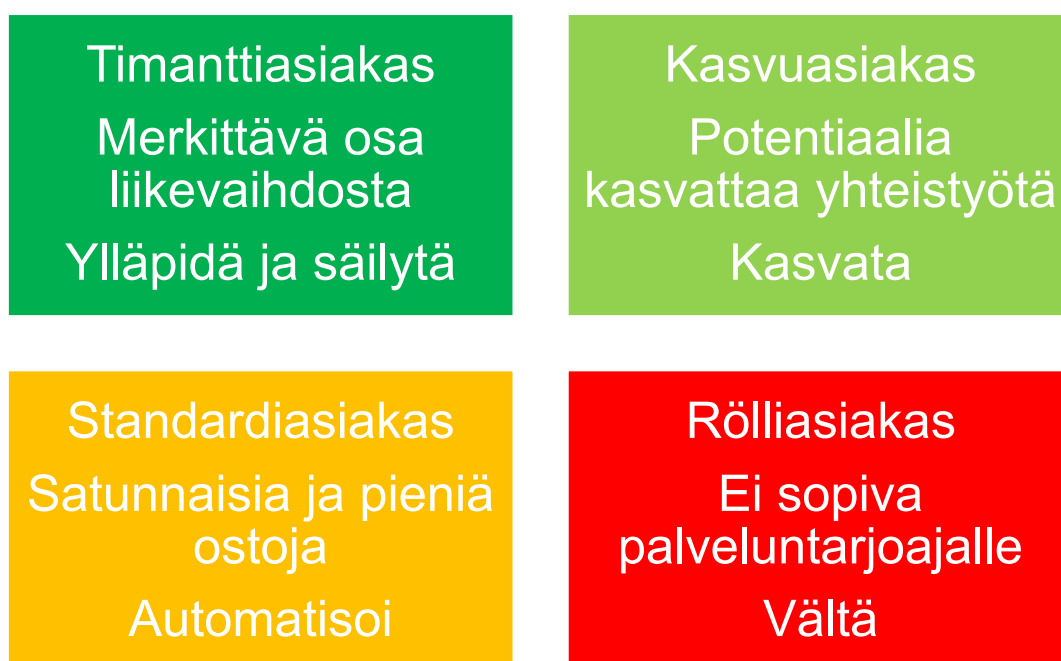 Timanttiasiakas
Merkittävä osa
liikevaihdosta
Ylläpidä ja säilytä
Kasvuasiakas
Potentiaalia
kasvattaa yhteistyötä
Kasvata
Standardiasiakas
Satunnaisia ja pieniä
ostoja
Automatisoi
Rölliasiakas
Ei sopiva
palveluntarjoajalle
Vältä